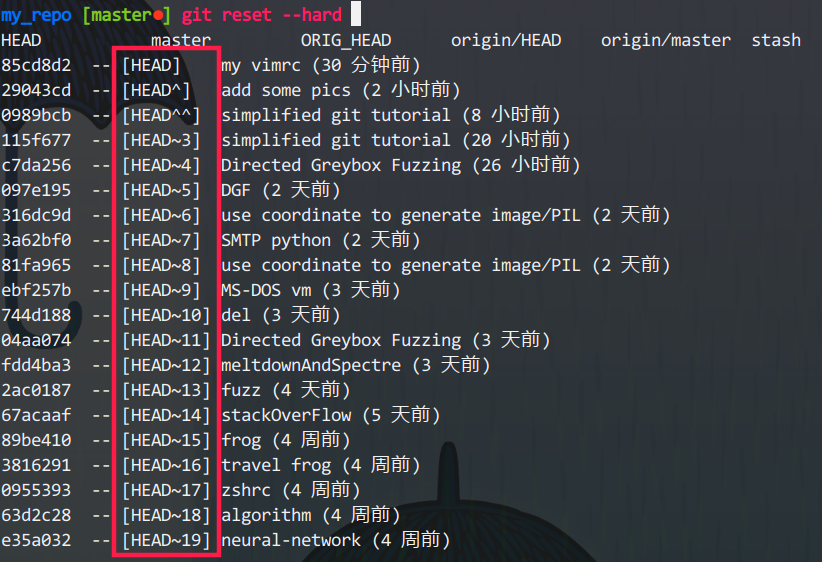 my_repo [master●] git reset --hard
HEAD master ORIG_HEAD origin/HEAD origin/master stash
85cd8d2 -- [HEAD] my vimrc (30 分钟前)
29043cd -- [HEAD^] add some pics (2 小时前)
0989bcb -- [HEAD^^] simplified git tutorial (8 小时前)
115f677 -- [HEAD~3] simplified git tutorial (20 小时前)
c7da256 -- [HEAD~4] Directed Greybox Fuzzing (26 小时前)
097e195 -- [HEAD~5] DGF (2 天前)
316dc9d -- [HEAD~6] use coordinate to generate image/PIL (2 天前)
3a62bf0 -- [HEAD~7] SMTP python (2 天前)
81fa965 -- [HEAD~8] use coordinate to generate image/PIL (2 天前)
ebf257b -- [HEAD~9] MS-DOS vm (3 天前)
744d188 -- [HEAD~10] del (3 天前)
04aa074 -- [HEAD~11] Directed Greybox Fuzzing (3 天前)
fdd4ba3 -- [HEAD~12] meltdownAndSpectre (3 天前)
2ac0187 -- [HEAD~13] fuzz (4 天前)
67acaaf -- [HEAD~14] stackOverFlow (5 天前)
89be410 -- [HEAD~15] frog (4 周前)
3816291 -- [HEAD~16] travel frog (4 周前)
0955393 -- [HEAD~17] zshrc (4 周前)
63d2c28 -- [HEAD~18] algorithm (4 周前)
e35a032 -- [HEAD~19] neural-network (4 周前)